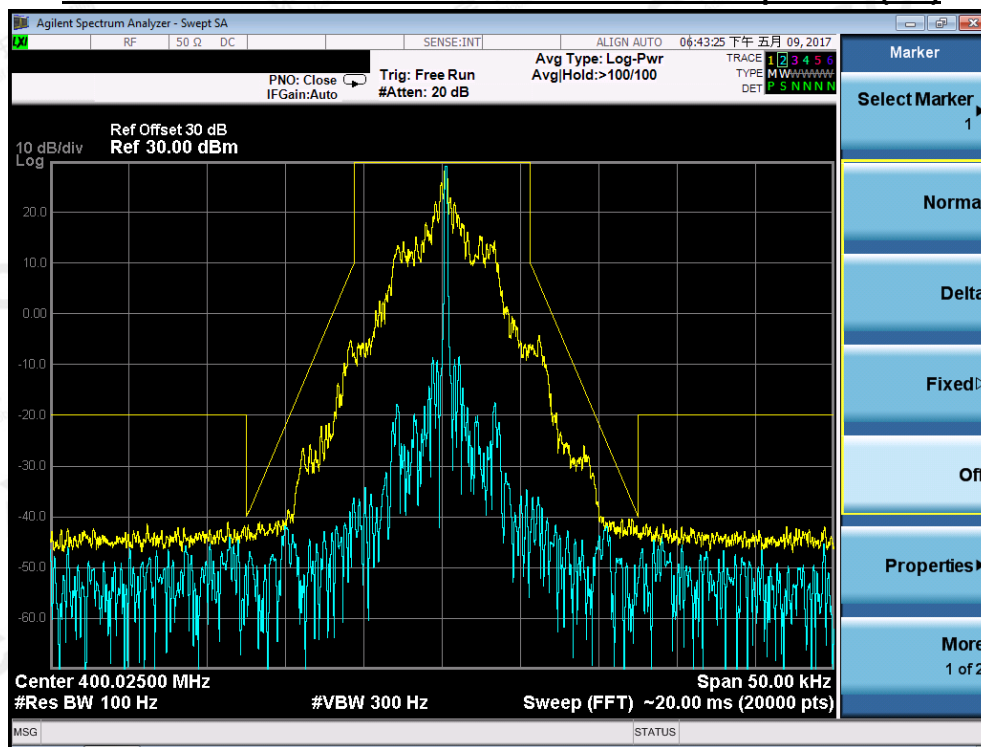 Agilent Spectrum Analyzer - Swept SA
LXI RF 50 Ω DC SENSE:INT ALIGN AUTO 06:43:25 下午 五月 09, 2017
PNO: Close Trig: Free Run Avg Type: Log-Pwr TRACE 1 2 3 4 5 6
IFGain:Auto #Atten: 20 dB Avg|Hold:>100/100 TYPE M W
DET P S N N N N
Ref Offset 30 dB
10 dB/div Ref 30.00 dBm
Log
20.0
10.0
0.00
-10.0
-20.0
-30.0
-40.0
-50.0
-60.0
Center 400.02500 MHz Span 50.00 kHz
#Res BW 100 Hz #VBW 300 Hz Sweep (FFT) ~20.00 ms (20000 pts)
MSG STATUS
Marker
Select Marker
1
Norma
Delta
Fixed
Off
Properties
More
1 of 2